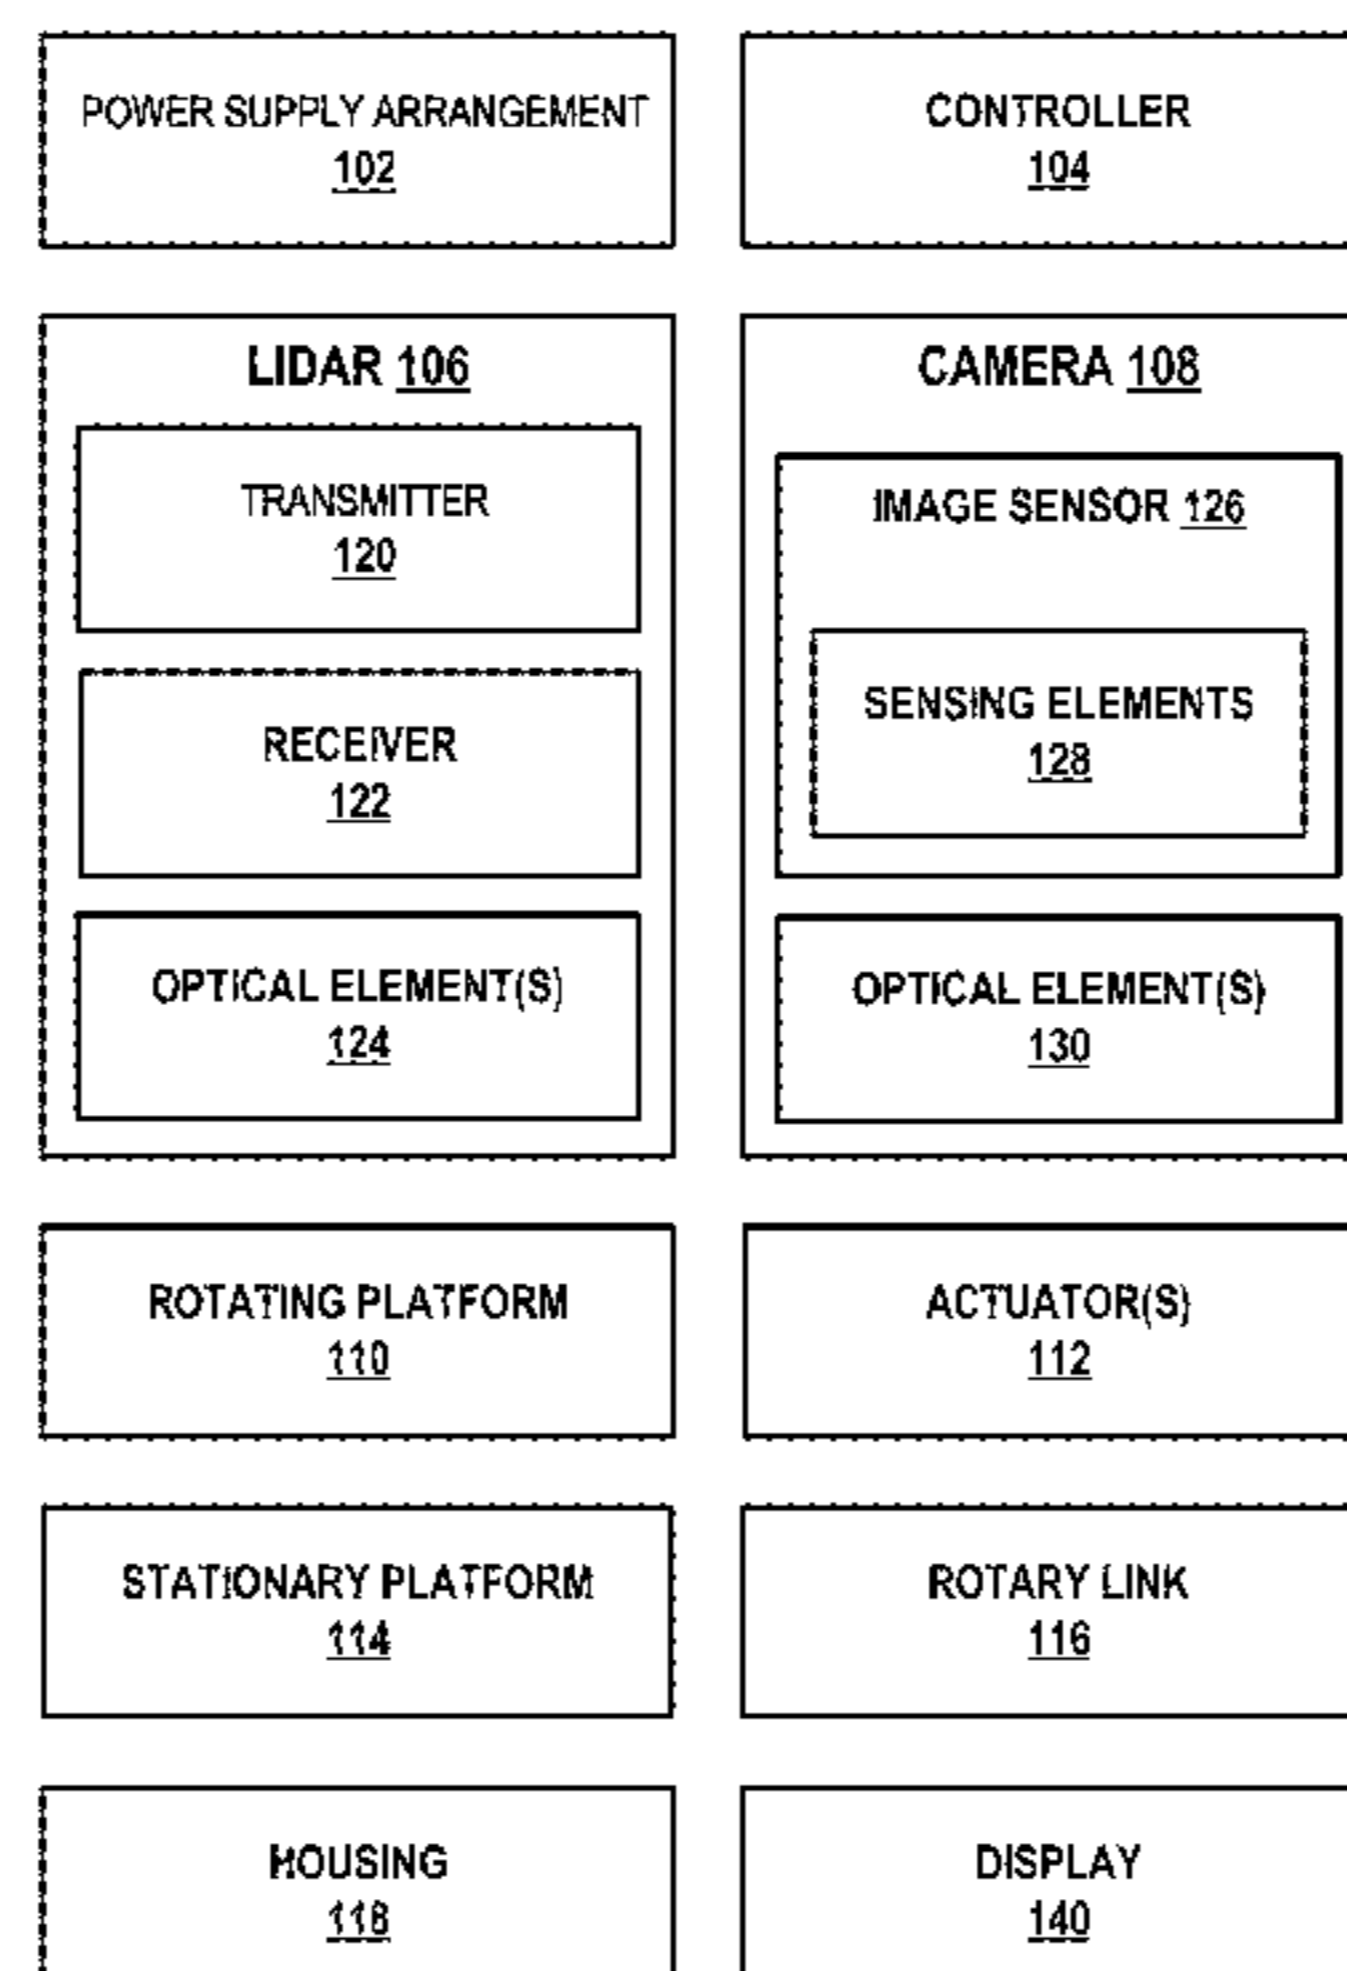 POWER SUPPLY ARRANGEMENT
102
CONTROLLER
104
LIDAR 106
TRANSMITTER
120
RECEIVER
122
OPTICAL ELEMENT(S)
124
CAMERA 108
IMAGE SENSOR 126
SENSING ELEMENTS
128
OPTICAL ELEMENT(S)
130
ROTATING PLATFORM
110
ACTUATOR(S)
112
STATIONARY PLATFORM
114
ROTARY LINK
116
HOUSING
118
DISPLAY
140